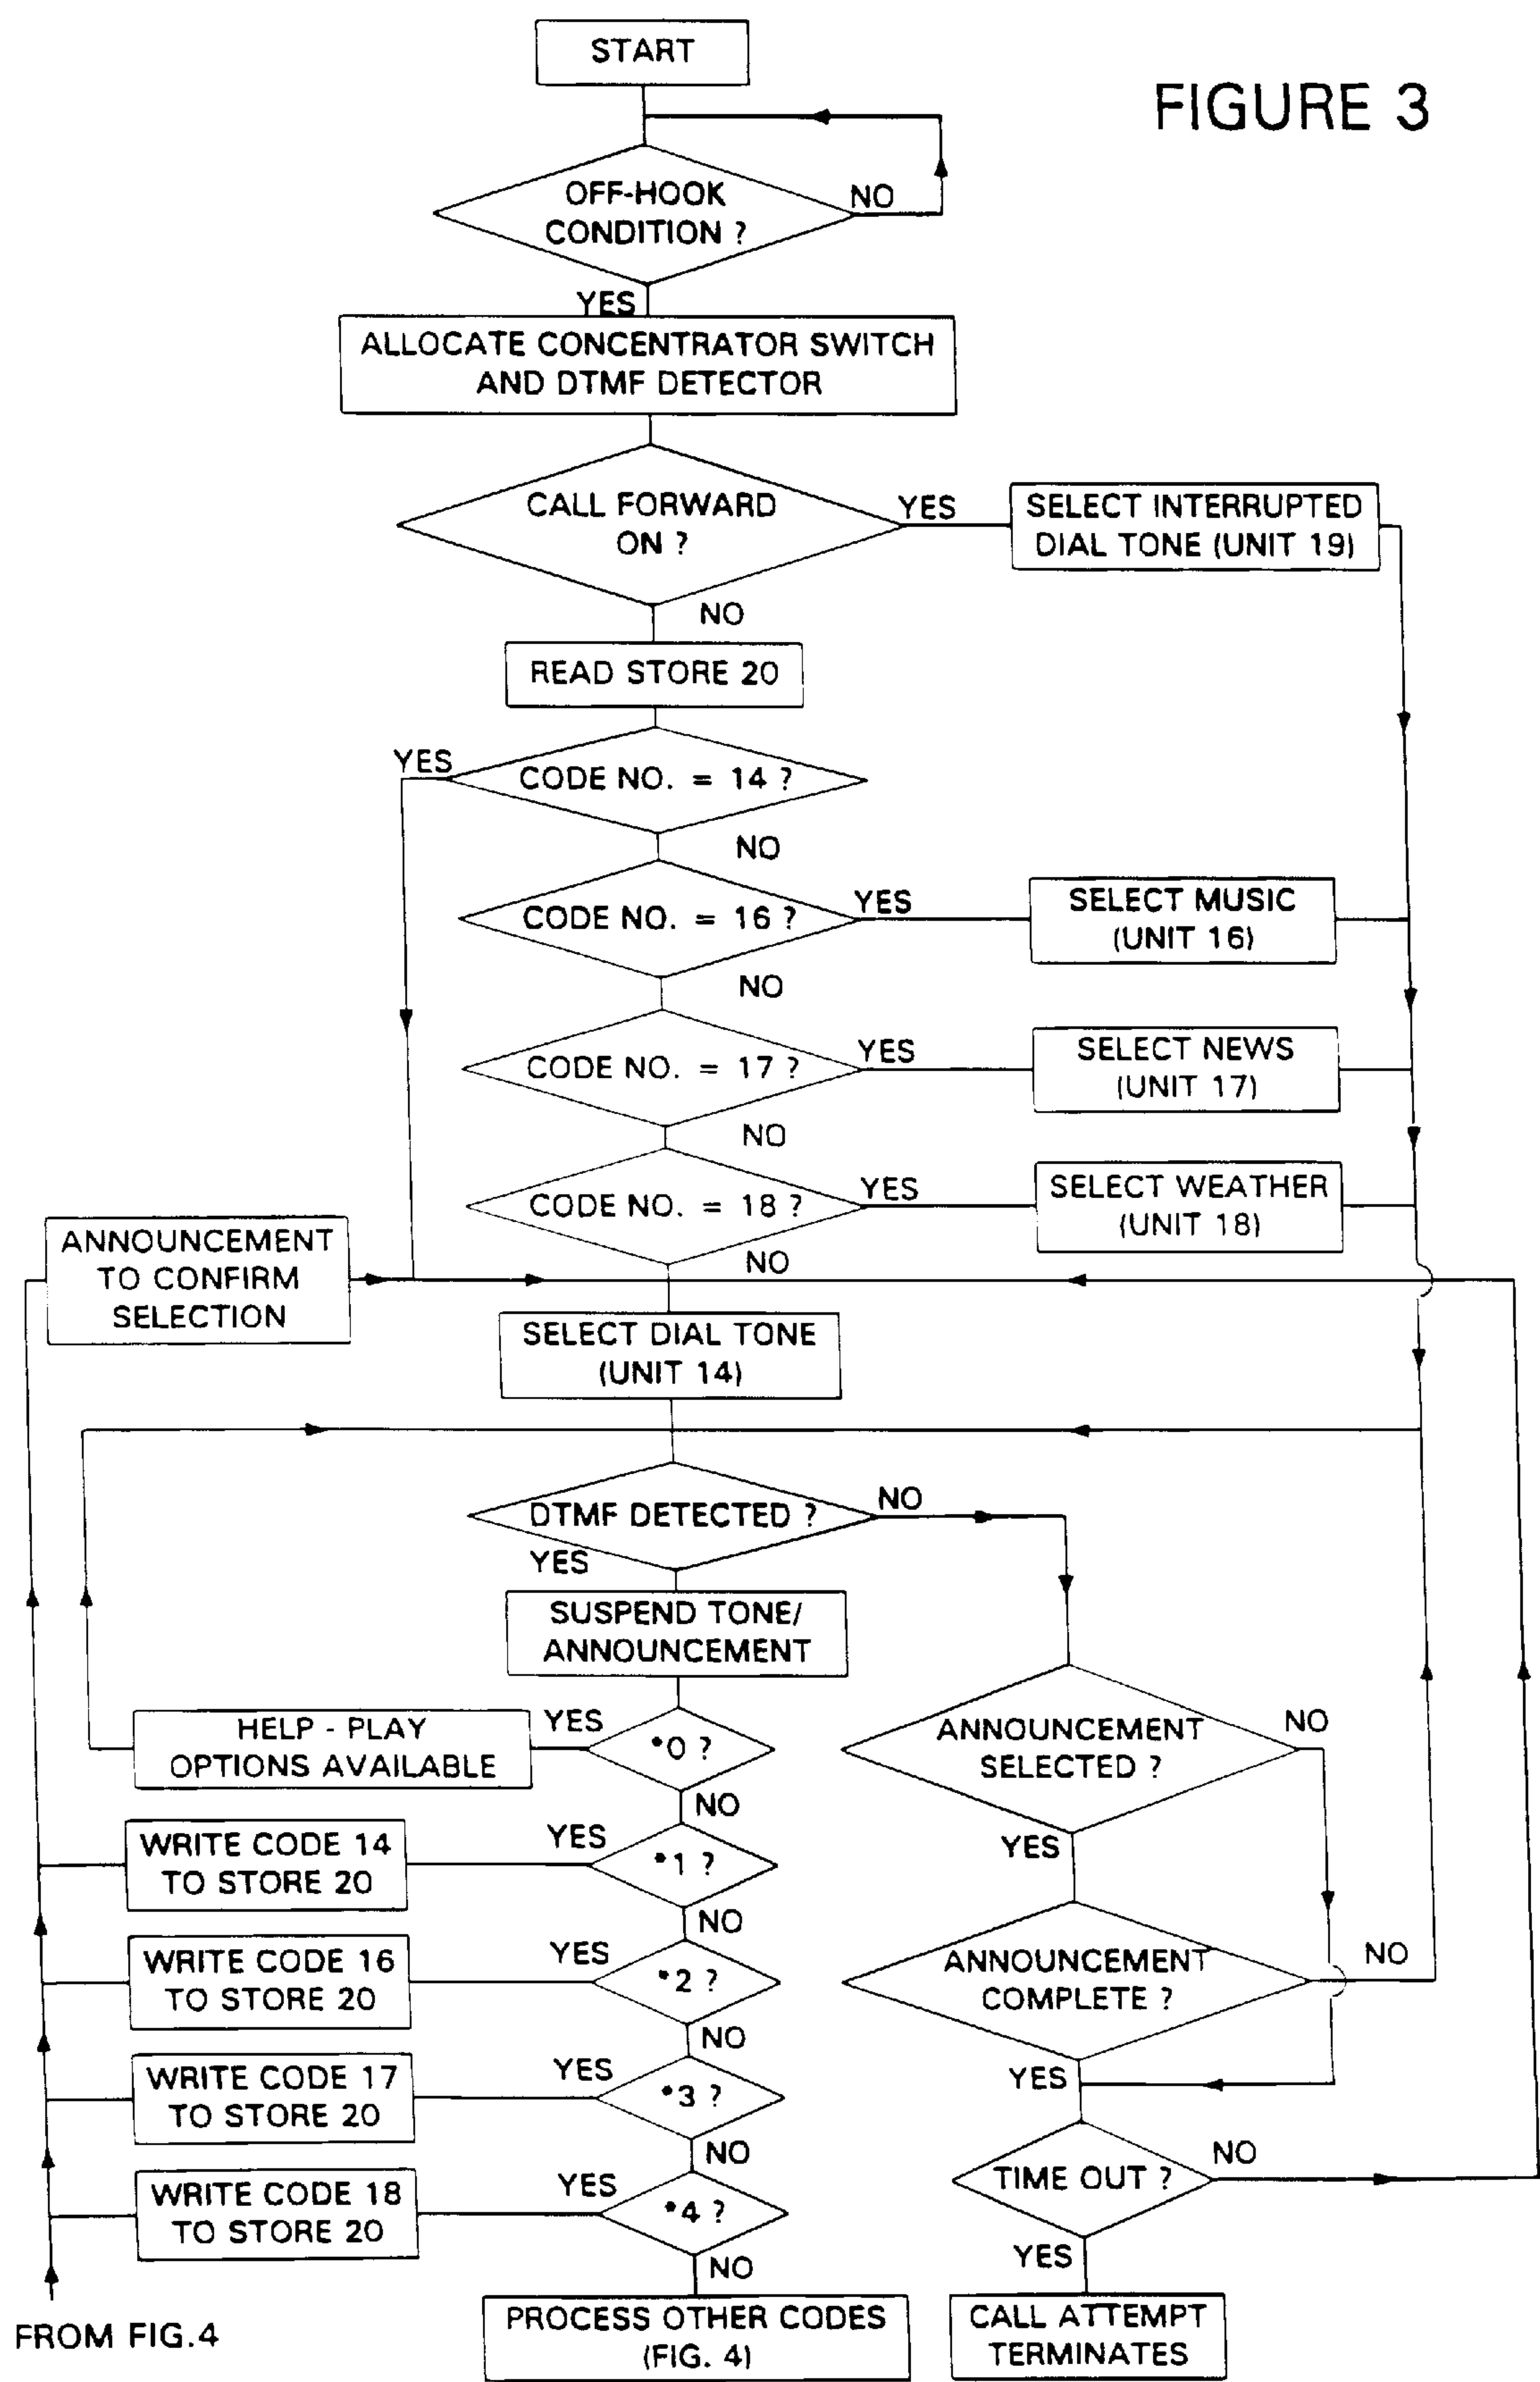 START
FIGURE 3
OFF-HOOK
CONDITION ?
NO
YES
ALLOCATE CONCENTRATOR SWITCH
AND DTMF DETECTOR
CALL FORWARD
ON ?
YES
SELECT INTERRUPTED
DIAL TONE (UNIT 19)
NO
READ STORE 20
YES
CODE NO. = 14 ?
NO
CODE NO. = 16 ?
YES
SELECT MUSIC
(UNIT 16)
NO
CODE NO. = 17 ?
YES
SELECT NEWS
(UNIT 17)
NO
CODE NO. = 18 ?
YES
SELECT WEATHER
(UNIT 18)
NO
ANNOUNCEMENT
TO CONFIRM
SELECTION
SELECT DIAL TONE
(UNIT 14)
DTMF DETECTED ?
NO
YES
SUSPEND TONE/
ANNOUNCEMENT
HELP - PLAY
OPTIONS AVAILABLE
YES
*0 ?
NO
ANNOUNCEMENT
SELECTED ?
NO
YES
WRITE CODE 14
TO STORE 20
YES
*1 ?
NO
WRITE CODE 16
TO STORE 20
YES
*2 ?
NO
ANNOUNCEMENT
COMPLETE ?
NO
YES
WRITE CODE 17
TO STORE 20
YES
*3 ?
NO
WRITE CODE 18
TO STORE 20
YES
*4 ?
NO
TIME OUT ?
NO
YES
FROM FIG.4
PROCESS OTHER CODES
(FIG. 4)
CALL ATTEMPT
TERMINATES